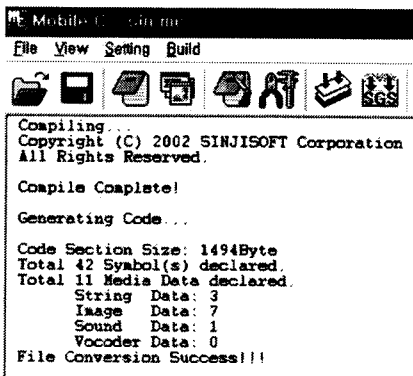 Mobile C sin.mc
File View Setting Build
SGS
Compiling...
Copyright (C) 2002 SINJISOFT Corporation
All Rights Reserved.
Compile Complete!
Generating Code...
Code Section Size: 1494Byte
Total 42 Symbol(s) declared.
Total 11 Media Data declared.
String Data: 3
Image Data: 7
Sound Data: 1
Vocoder Data: 0
File Conversion Success!!!